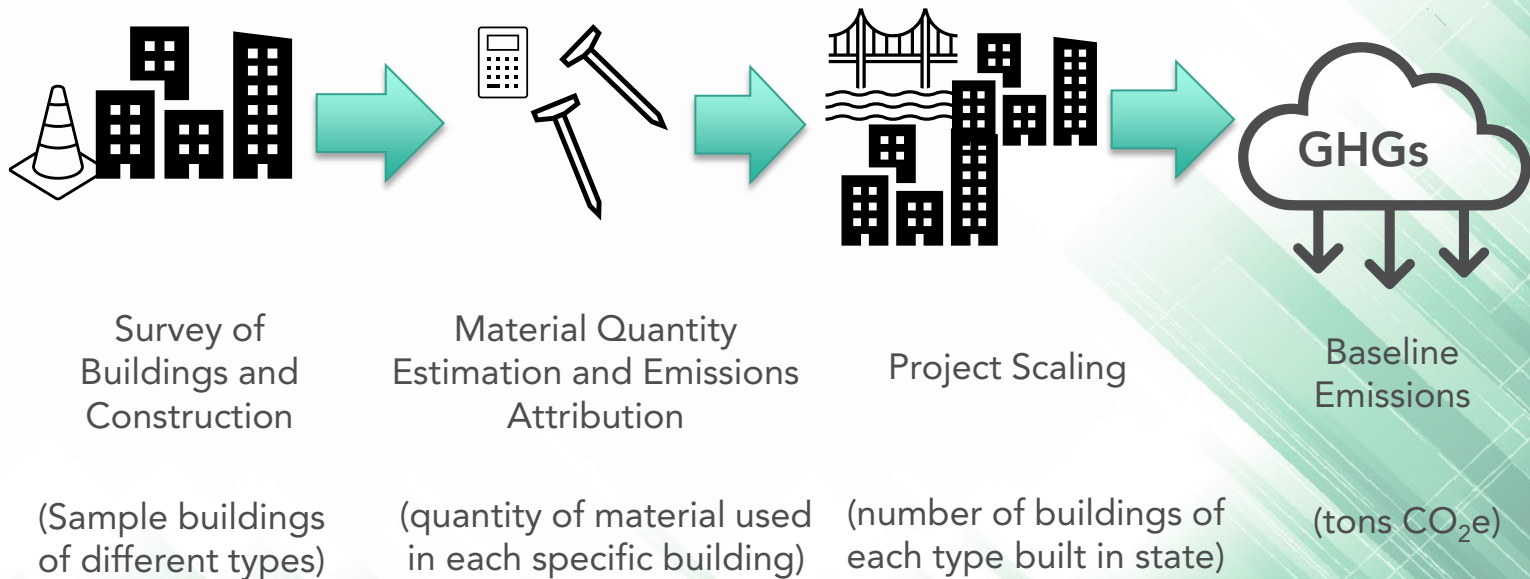 GHGs
Survey of
Buildings and
Construction
Material Quantity
Estimation and Emissions
Attribution
Project Scaling
Baseline
Emissions
(Sample buildings
of different types)
(quantity of material used
in each specific building)
(number of buildings of
each type built in state)
(tons CO₂e)